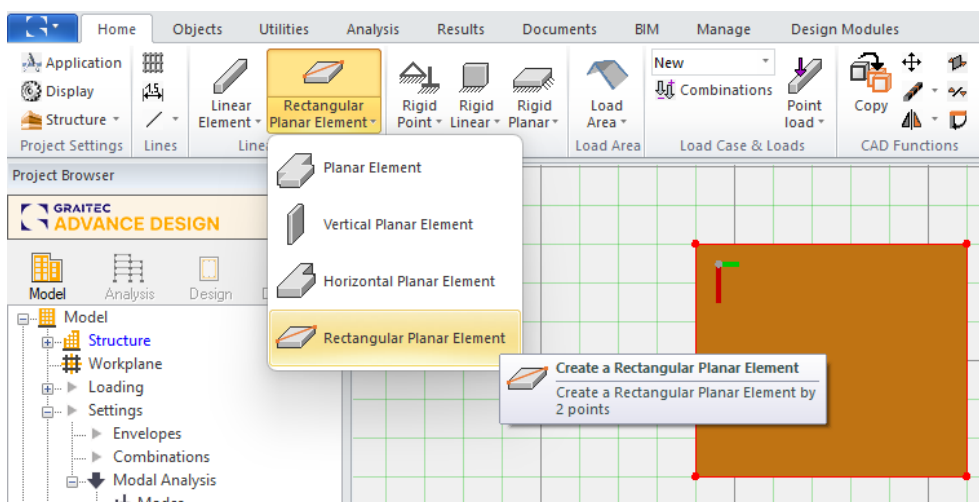 Home Objects Utilities Analysis Results Documents BIM Manage Design Modules
Application
Display
Structure
Project Settings
1.5
Lines
Linear
Element
Rectangular
Planar Element
Rigid
Point
Rigid
Linear
Rigid
Planar
Load
Area
Load Area
New
Combinations
Point
load
Load Case & Loads
Copy
CAD Functions
Planar Element
Vertical Planar Element
Horizontal Planar Element
Rectangular Planar Element
Create a Rectangular Planar Element
Create a Rectangular Planar Element by
2 points
Project Browser
GRAITEC
ADVANCE DESIGN
Model Analysis Design
Model
Structure
Workplane
Loading
Settings
Envelopes
Combinations
Modal Analysis